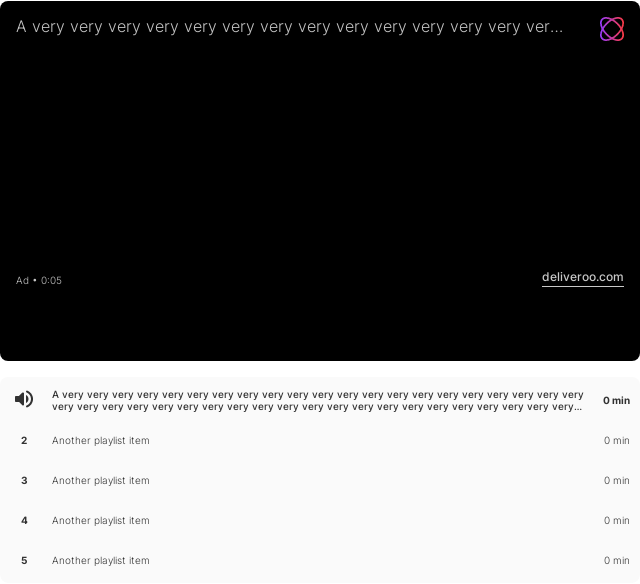 A very very very very very very very very very very very very very ver...
Ad • 0:05
deliveroo.com
A very very very very very very very very very very very very very very very very very very very very very
very very very very very very very very very very very very very very very very very very very very very...
0 min
2 Another playlist item 0 min
3 Another playlist item 0 min
4 Another playlist item 0 min
5 Another playlist item 0 min